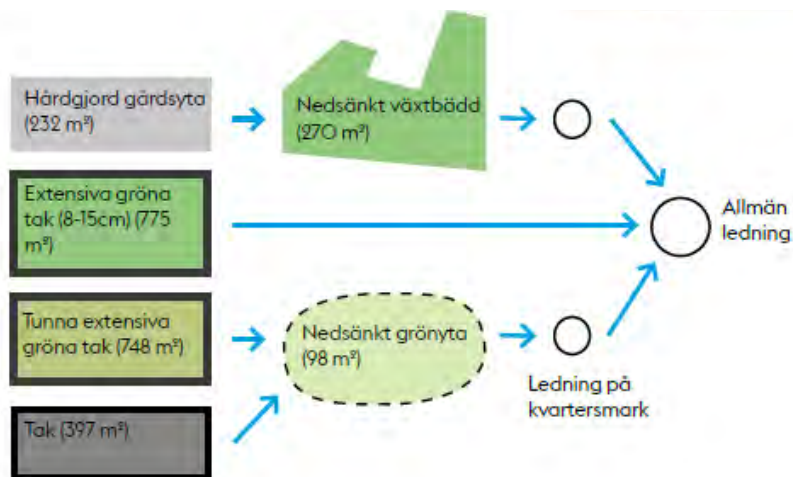 Hårdgjord gårdsyta
(232 m²)
Nedsänkt växtbädd
(270 m²)
Extensiva gröna
tak (8-15cm) (775
m²)
Allmän
ledning
Tunna extensiva
gröna tak (748 m²)
Nedsänkt grönyta
(98 m²)
Ledning på
kvartersmark
Tak (397 m²)